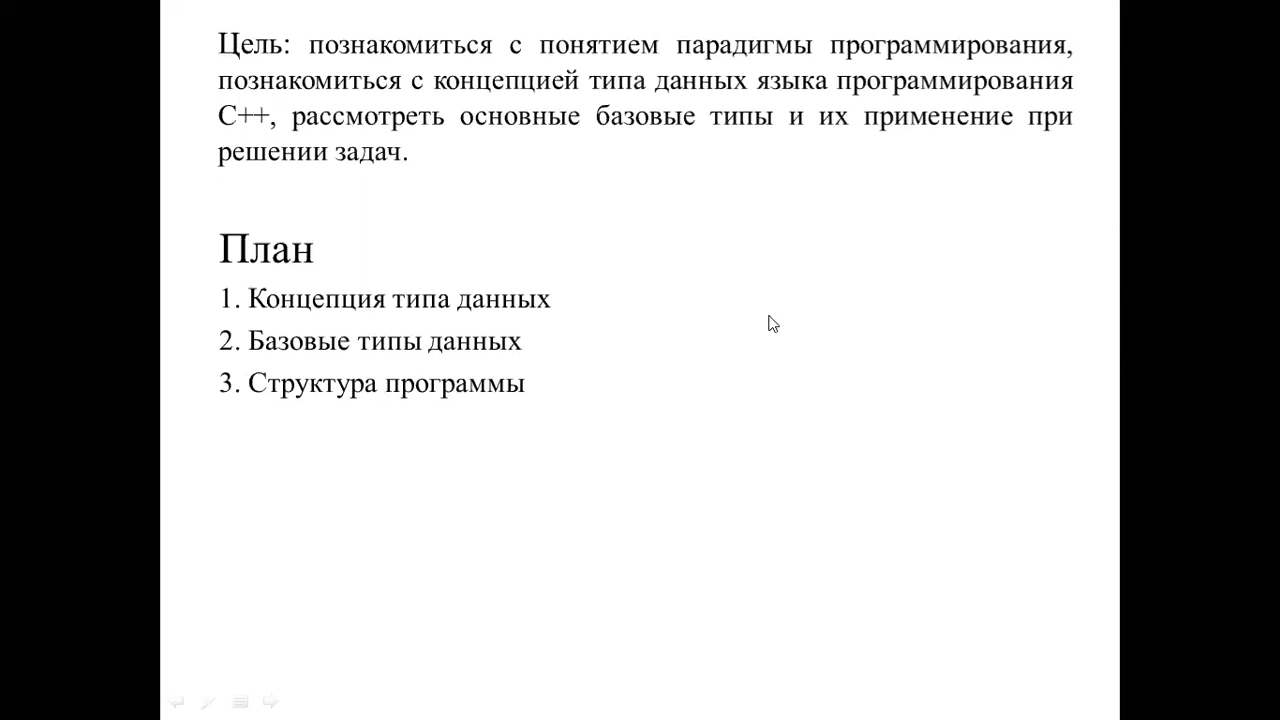 Цель: познакомиться с понятием парадигмы программирования,
познакомиться с концепцией типа данных языка программирования
C++, рассмотреть основные базовые типы и их применение при
решении задач.
План
1. Концепция типа данных
2. Базовые типы данных
3. Структура программы